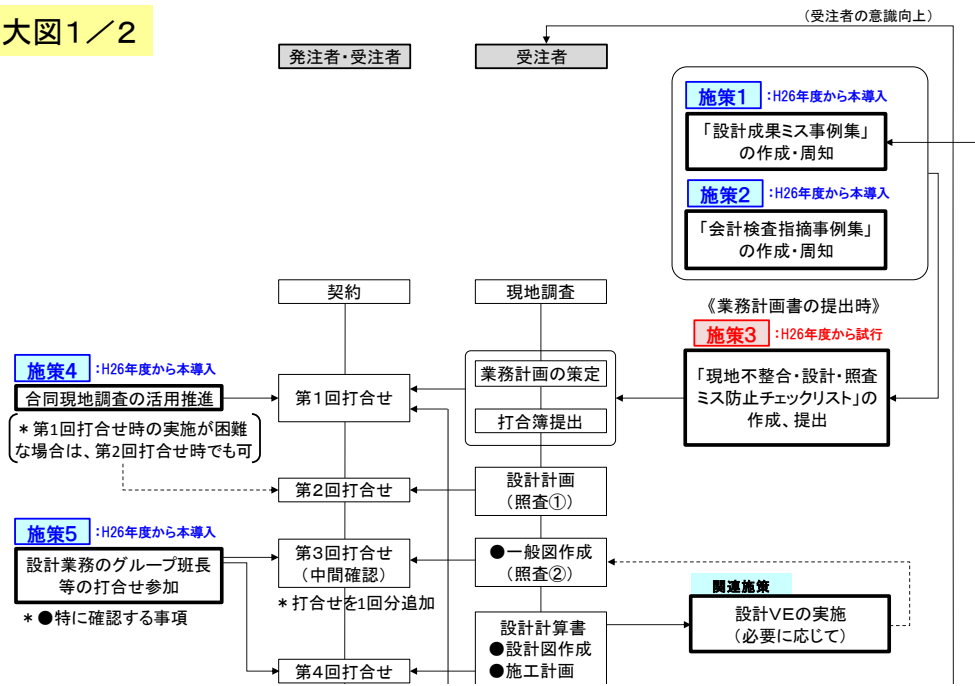 大図1／2
（受注者の意識向上）
発注者・受注者
受注者
施策1 ：H26年度から本導入
「設計成果ミス事例集」
の作成・周知
施策2 ：H26年度から本導入
「会計検査指摘事例集」
の作成・周知
契約
現地調査
《業務計画書の提出時》
施策3 ：H26年度から試行
「現地不整合・設計・照査
ミス防止チェックリスト」の
作成、提出
施策4 ：H26年度から本導入
合同現地調査の活用推進
＊第1回打合せ時の実施が困難
な場合は、第2回打合せ時でも可
第1回打合せ
業務計画の策定
打合簿提出
第2回打合せ
設計計画
（照査①）
施策5 ：H26年度から本導入
設計業務のグループ班長
等の打合せ参加
＊●特に確認する事項
第3回打合せ
（中間確認）
＊打合せを1回分追加
●一般図作成
（照査②）
関連施策
設計VEの実施
（必要に応じて）
設計計算書
●設計図作成
●施工計画
第4回打合せ